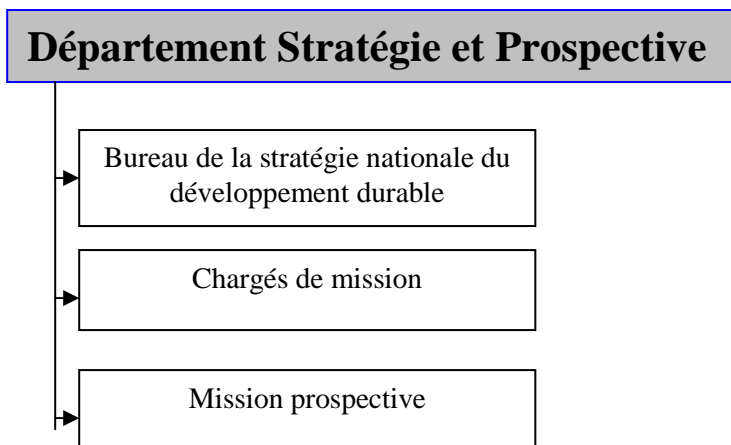 Département Stratégie et Prospective
Bureau de la stratégie nationale du
développement durable
Chargés de mission
Mission prospective